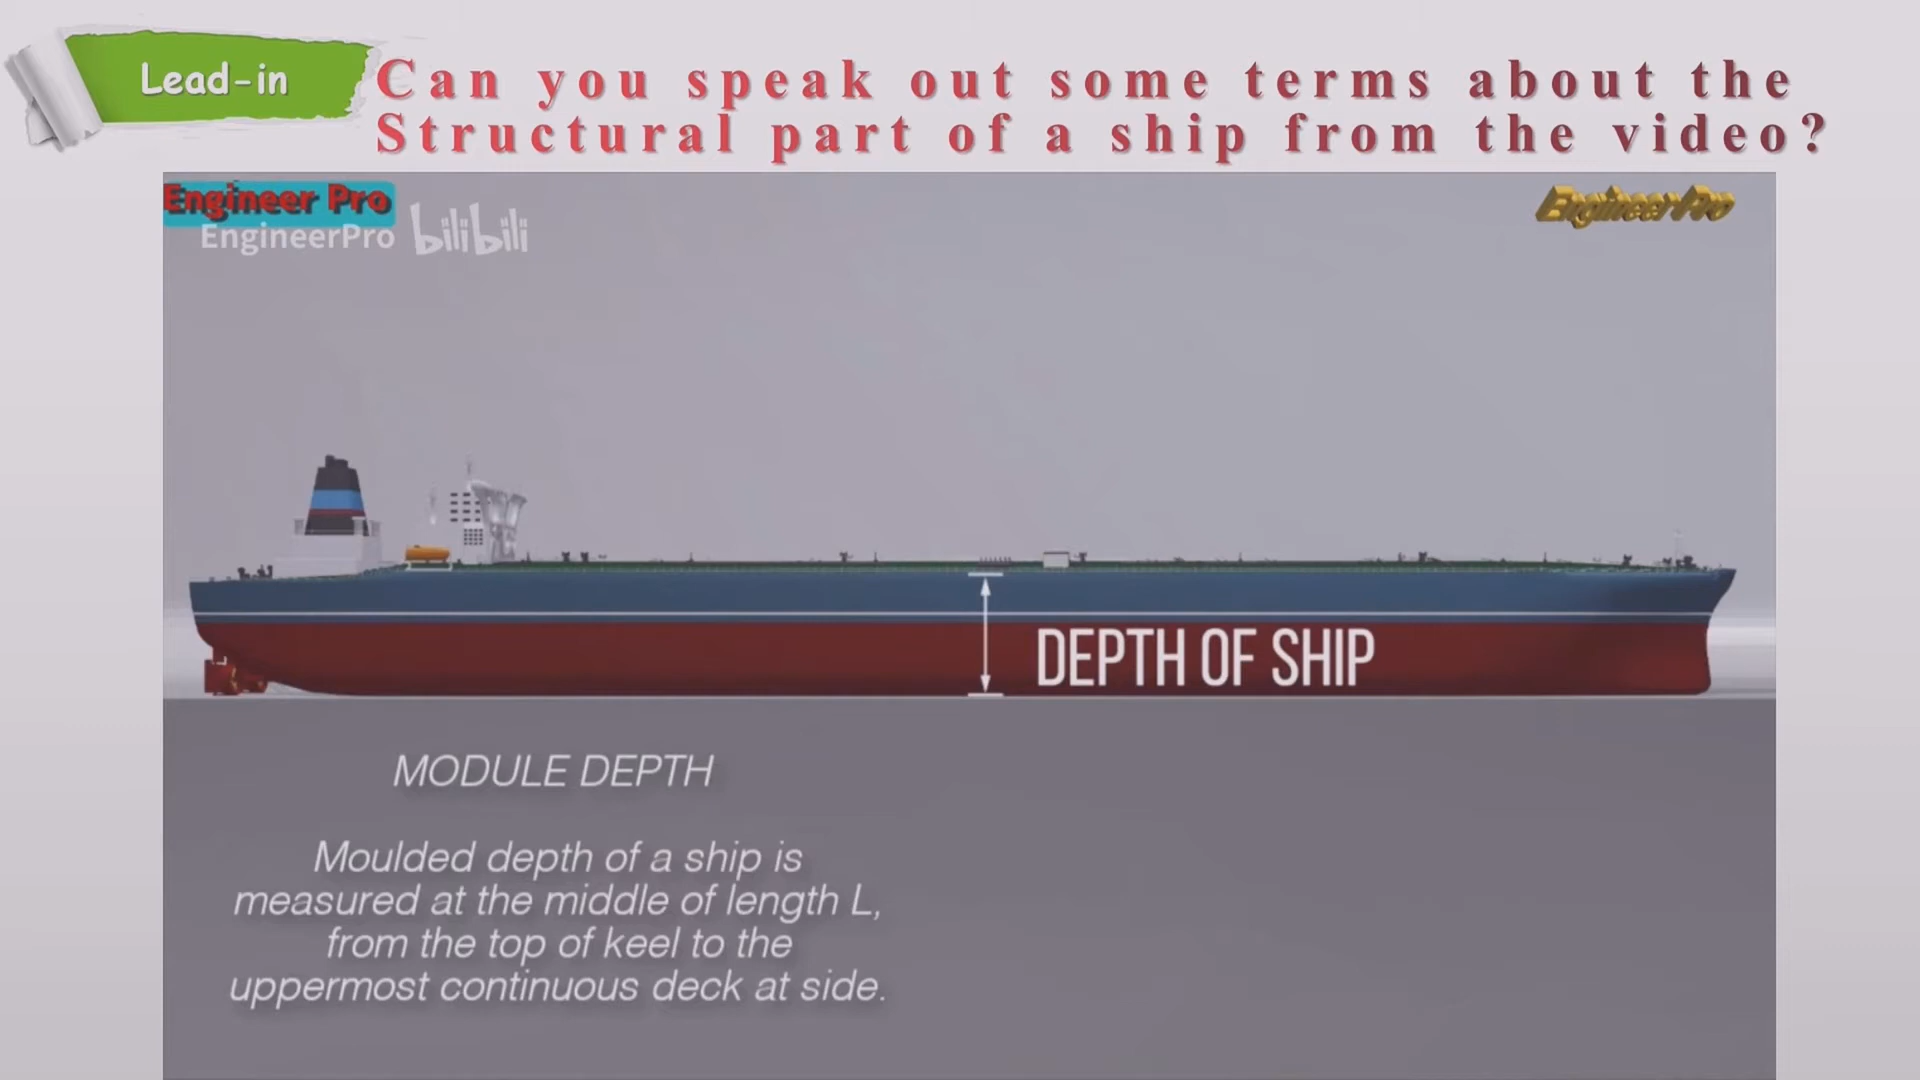 Lead-in
Can you speak out some terms about the
Structural part of a ship from the video?
Engineer Pro
EngineerPro bilibili
Engineer Pro
DEPTH OF SHIP
MODULE DEPTH
Moulded depth of a ship is
measured at the middle of length L,
from the top of keel to the
uppermost continuous deck at side.